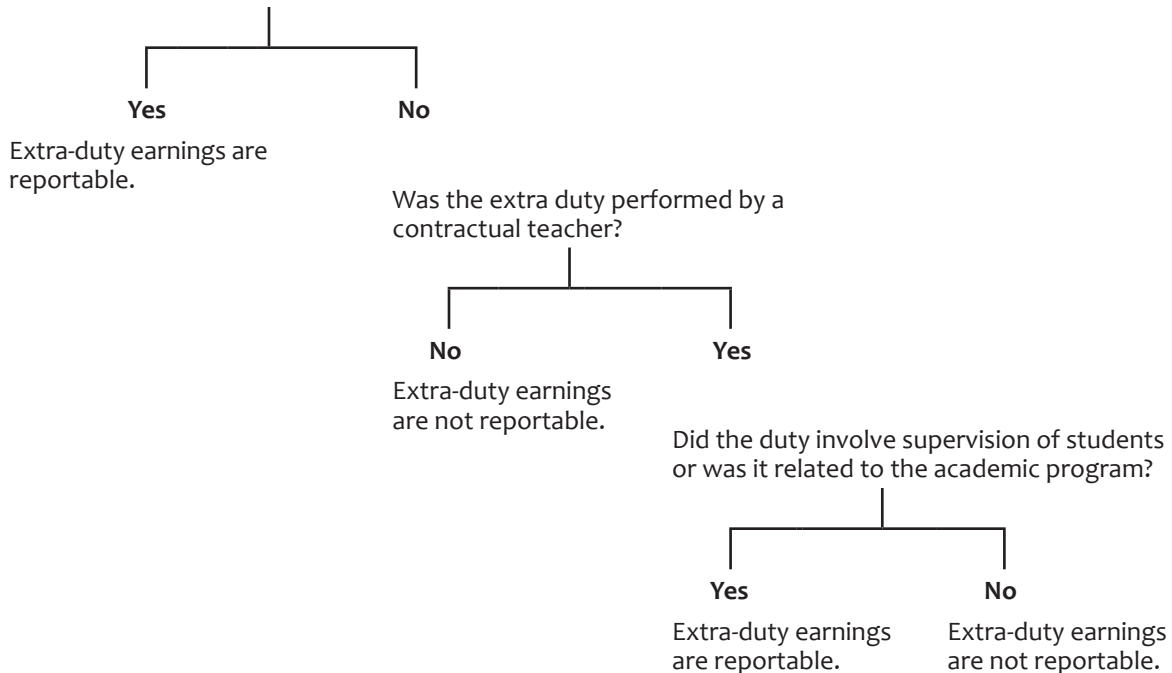 Yes
No
Extra-duty earnings are
reportable.
Was the extra duty performed by a
contractual teacher?
No
Yes
Extra-duty earnings
are not reportable.
Did the duty involve supervision of students
or was it related to the academic program?
Yes
No
Extra-duty earnings
are reportable.
Extra-duty earnings
are not reportable.